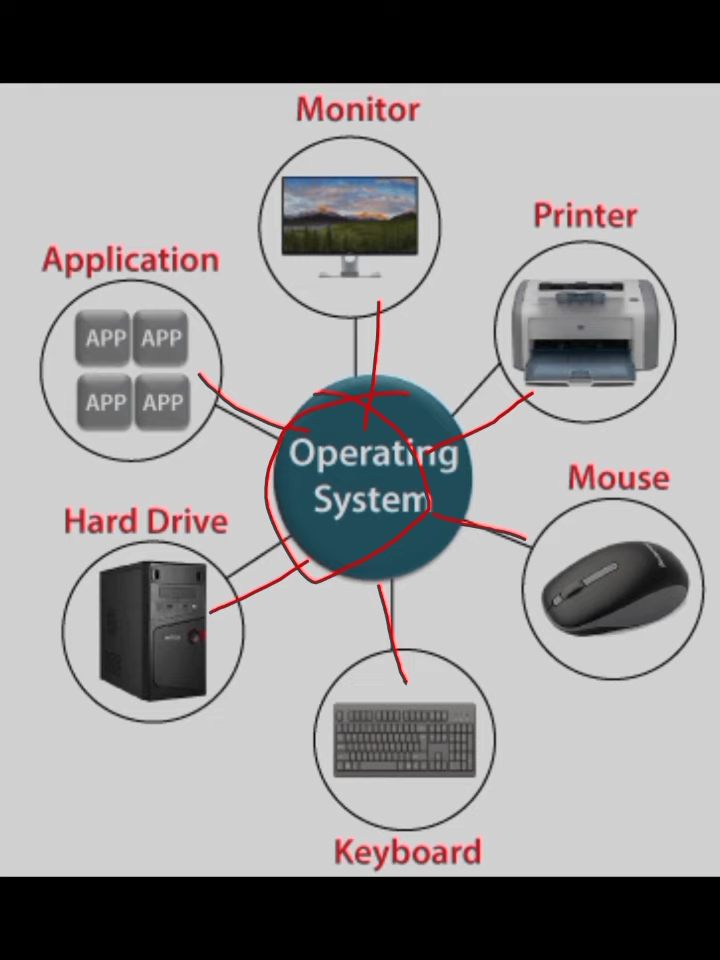 Monitor
Printer
Application
APP APP
APP APP
Operating
System
Mouse
Hard Drive
Keyboard